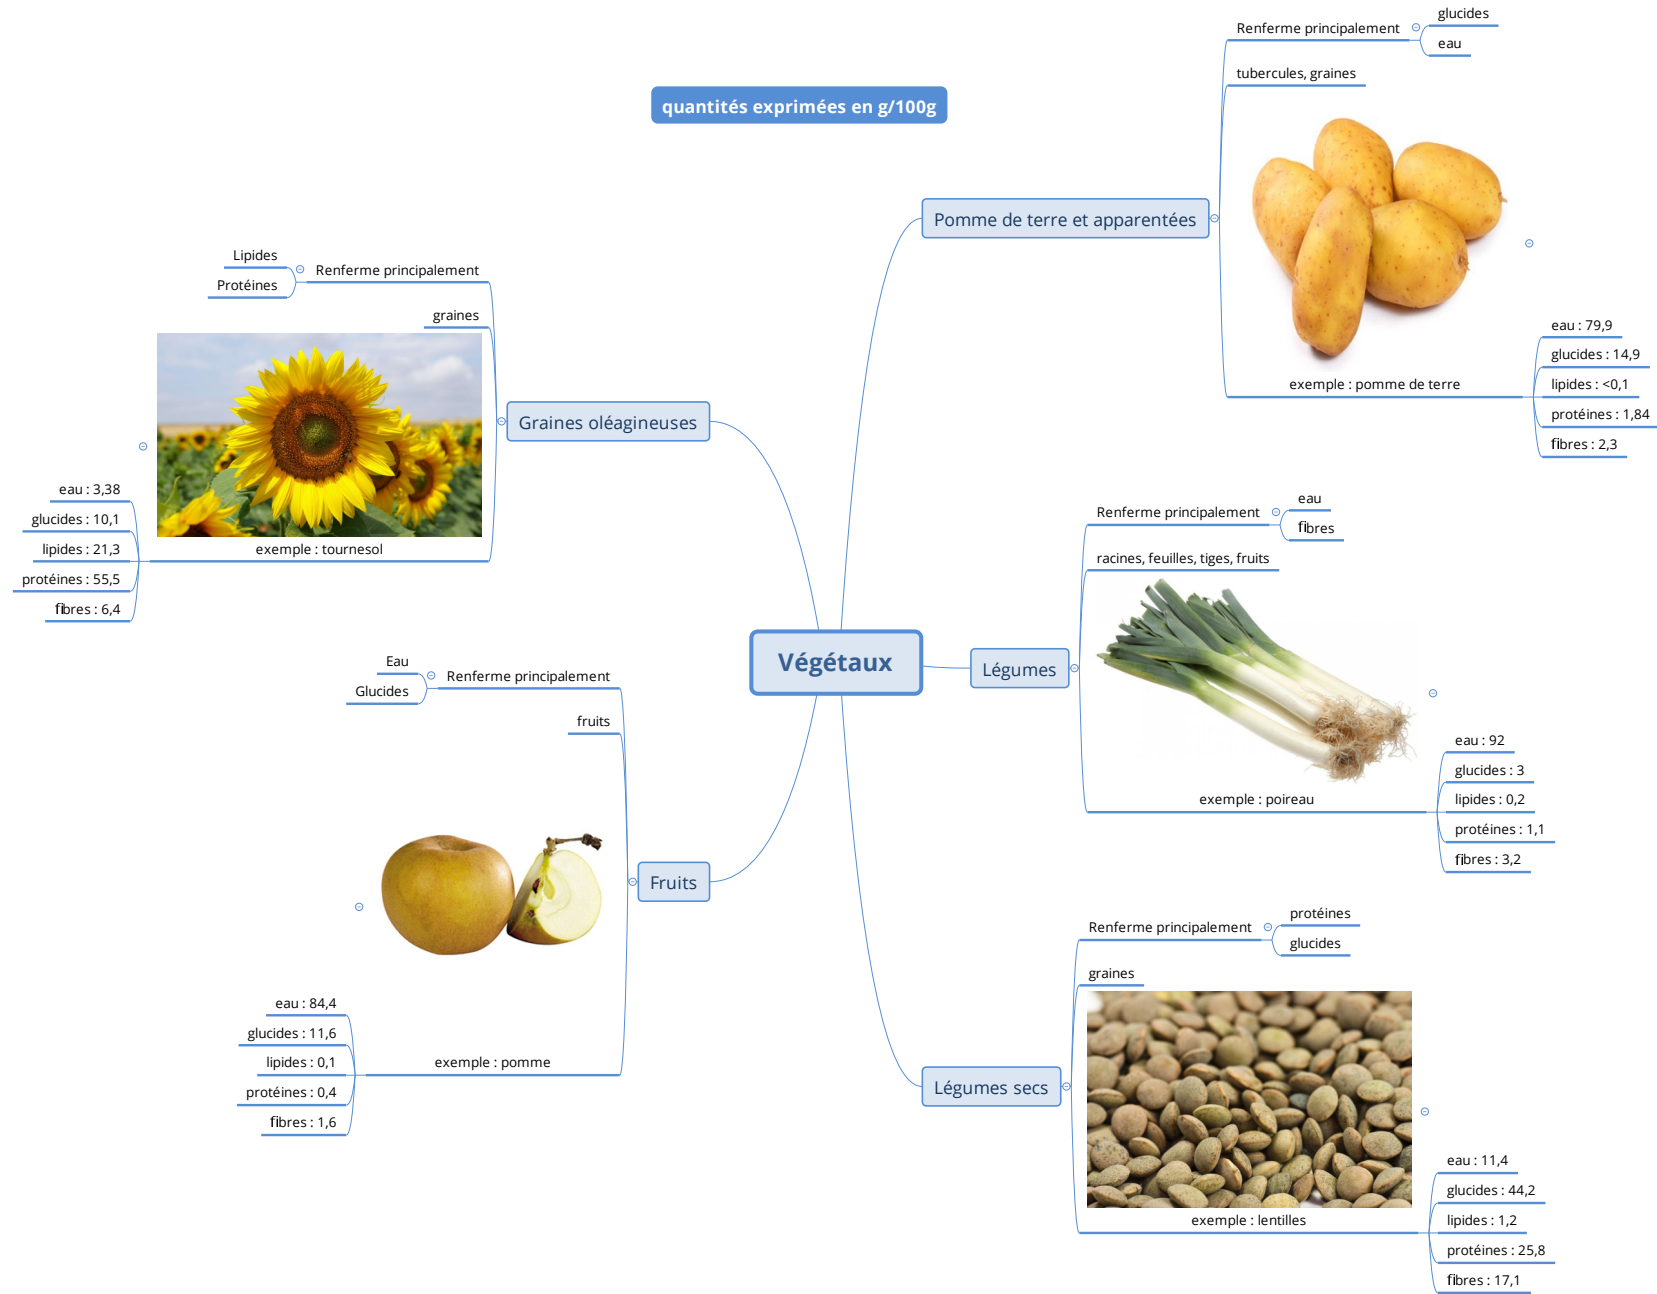 quantités exprimées en g/100g
Végétaux
Pomme de terre et apparentées
Renferme principalement
glucides
eau
tubercules, graines
exemple : pomme de terre
eau : 79,9
glucides : 14,9
lipides : <0,1
protéines : 1,84
fibres : 2,3
Légumes
Renferme principalement
eau
fibres
racines, feuilles, tiges, fruits
exemple : poireau
eau : 92
glucides : 3
lipides : 0,2
protéines : 1,1
fibres : 3,2
Légumes secs
Renferme principalement
protéines
glucides
graines
exemple : lentilles
eau : 11,4
glucides : 44,2
lipides : 1,2
protéines : 25,8
fibres : 17,1
Graines oléagineuses
Renferme principalement
Lipides
Protéines
graines
exemple : tournesol
eau : 3,38
glucides : 10,1
lipides : 21,3
protéines : 55,5
fibres : 6,4
Fruits
Renferme principalement
Eau
Glucides
fruits
exemple : pomme
eau : 84,4
glucides : 11,6
lipides : 0,1
protéines : 0,4
fibres : 1,6